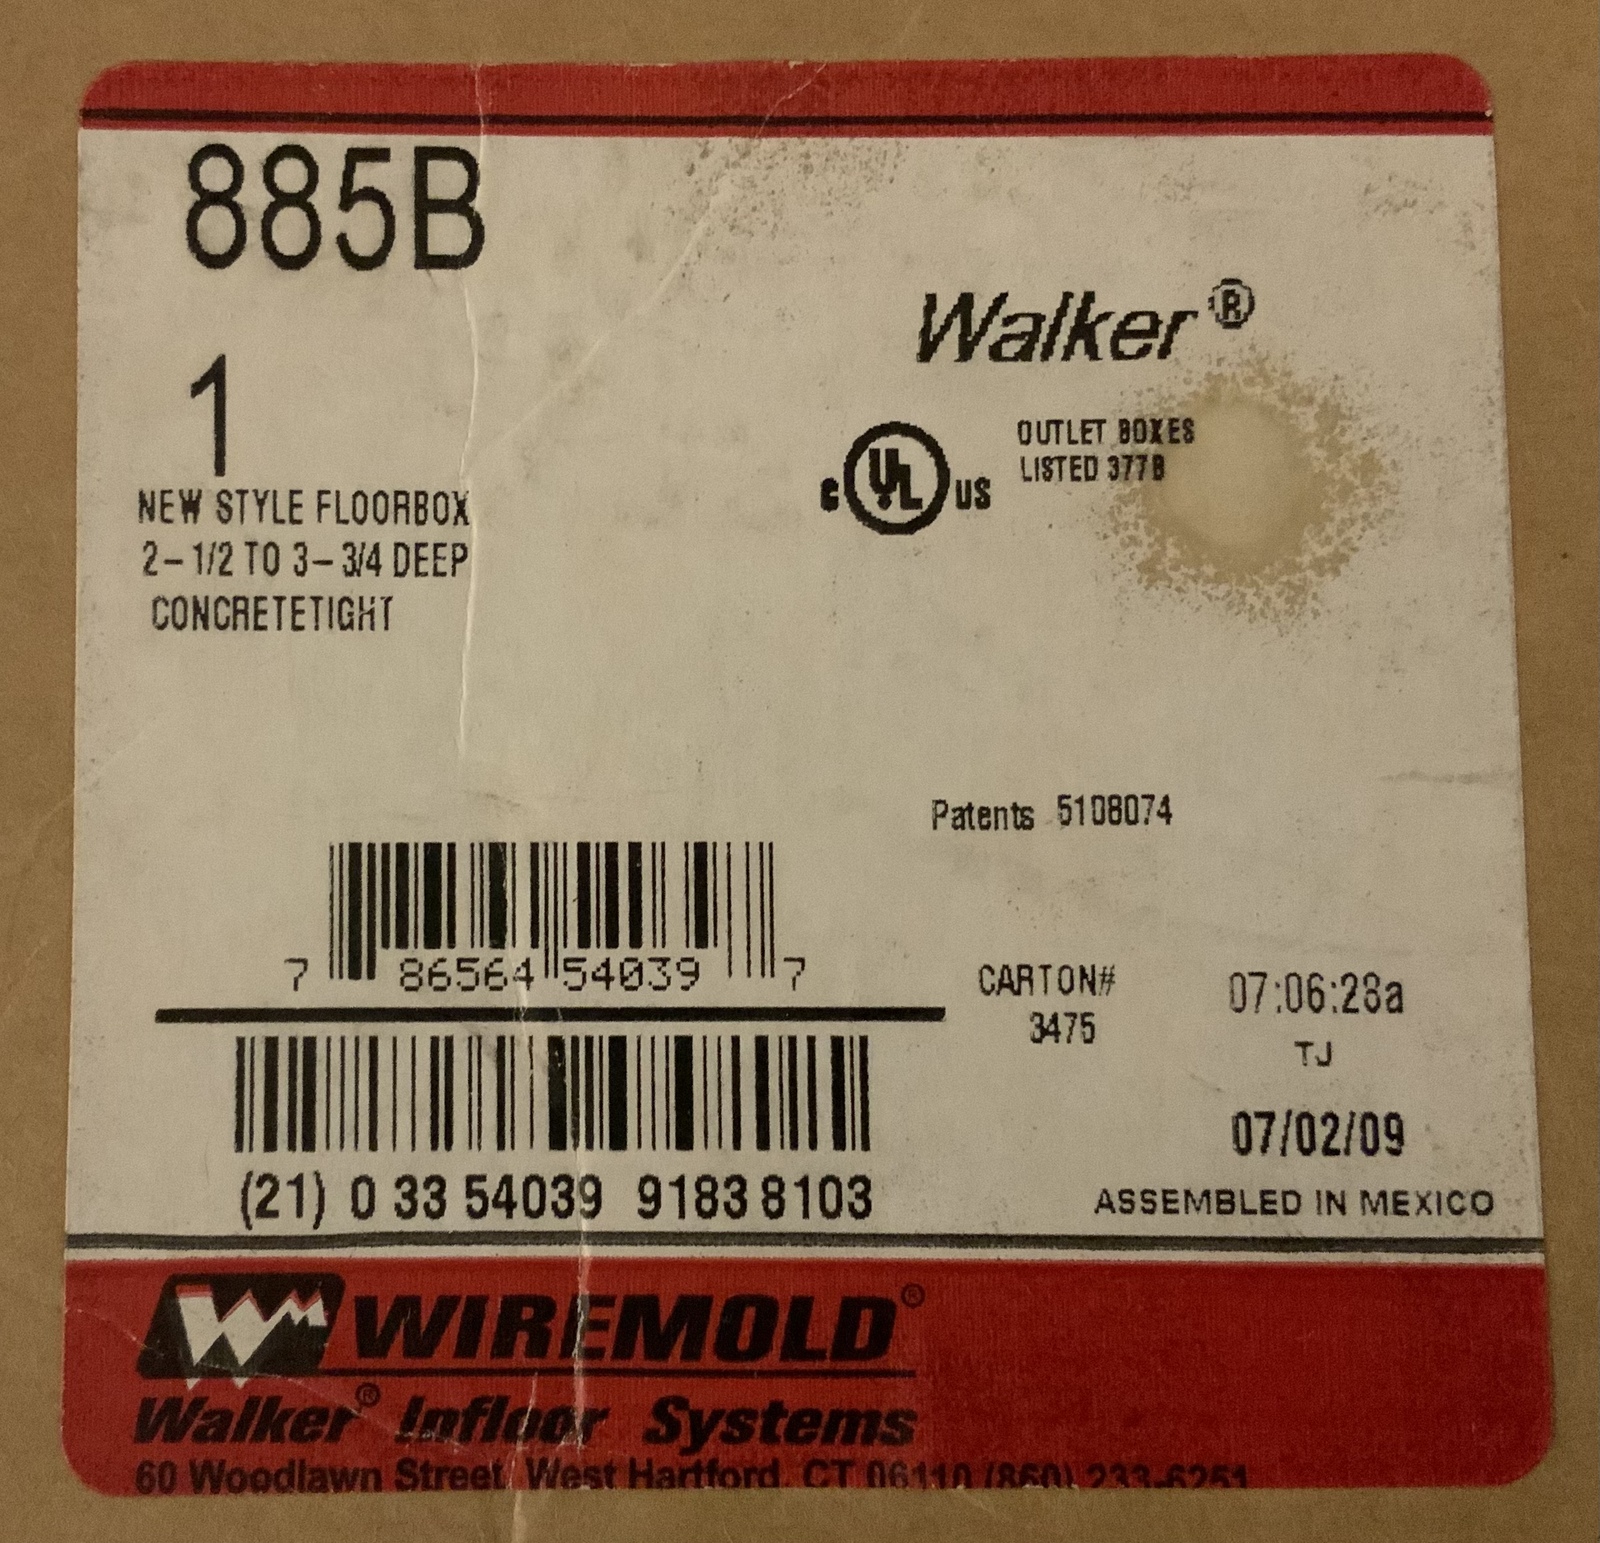 885B
1
NEW STYLE FLOORBOX
2-1/2 TO 3-3/4 DEEP
CONCRETETIGHT
Walker®
C UL US
OUTLET BOXES
LISTED 377B
Patents 5108074
7 86564 54039 7
CARTON#
3475
07:06:28a
TJ
07/02/09
(21) 0 33 54039 9183 8103
ASSEMBLED IN MEXICO
W WIREMOLD®
Walker® Infloor Systems
60 Woodlawn Street, West Hartford, CT 06110 (860) 233-6251